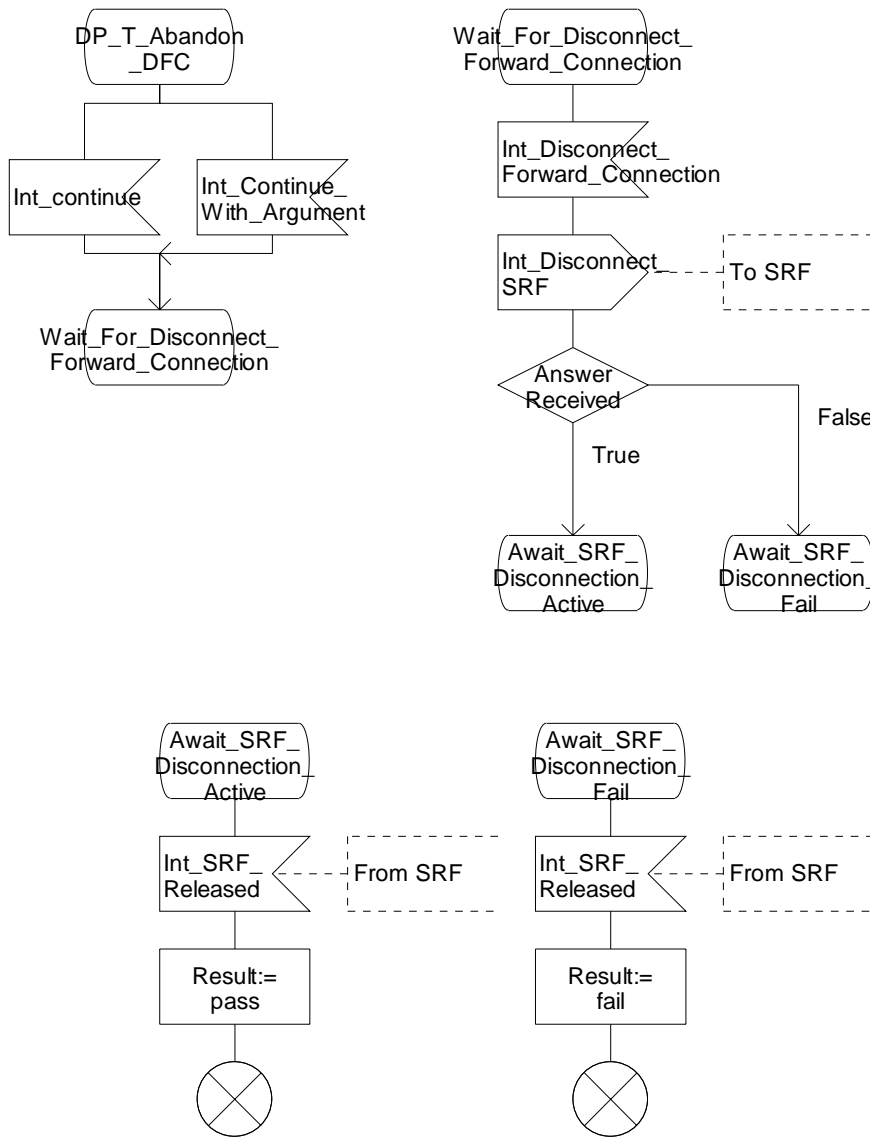 DP_T_Abandon
_DFC
Int_continue
Int_Continue_
With_Argument
Wait_For_Disconnect_
Forward_Connection
Wait_For_Disconnect_
Forward_Connection
Int_Disconnect_
Forward_Connection
Int_Disconnect_
SRF
To SRF
Answer
Received
False
True
Await_SRF_
Disconnection_
Active
Await_SRF_
Disconnection_
Fail
Await_SRF_
Disconnection_
Active
Int_SRF_
Released
From SRF
Result:=
pass
Await_SRF_
Disconnection_
Fail
Int_SRF_
Released
From SRF
Result:=
fail